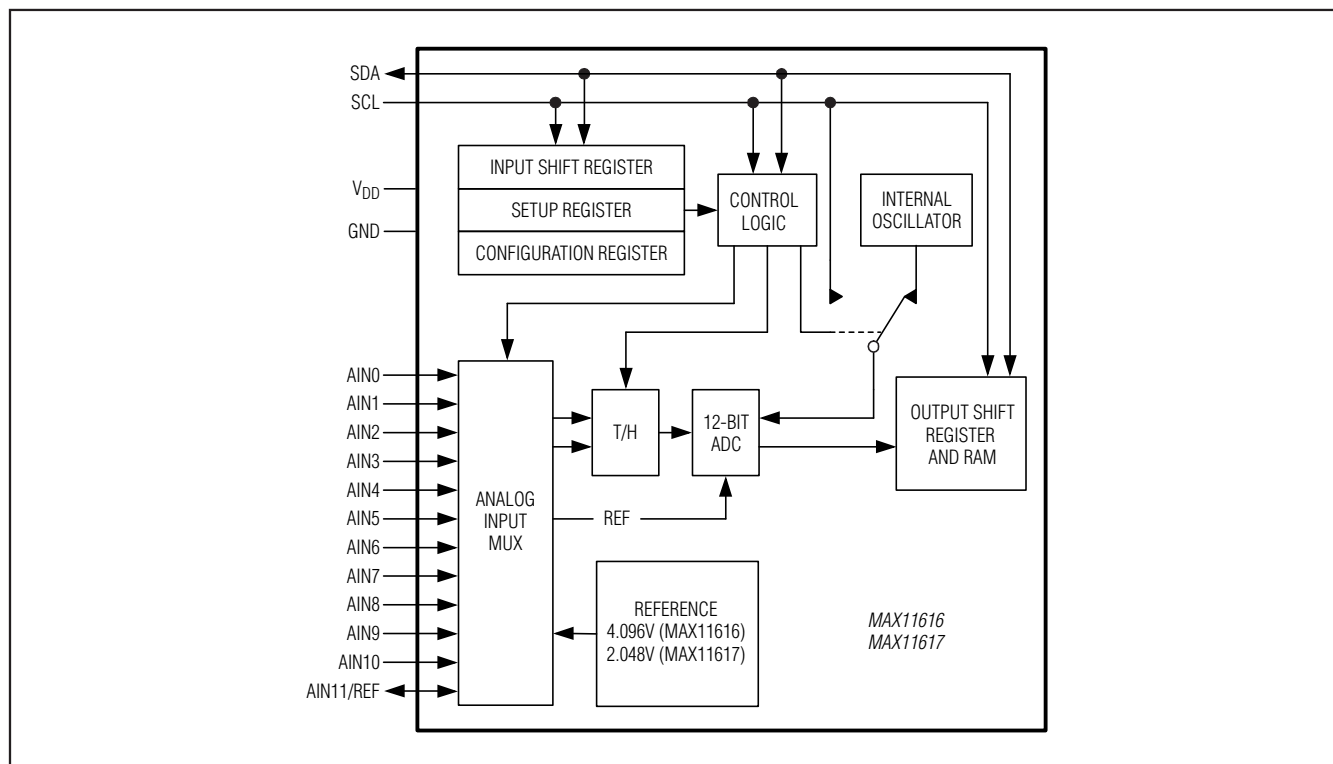 SDA
SCL
V_DD
GND
INPUT SHIFT REGISTER
SETUP REGISTER
CONFIGURATION REGISTER
CONTROL
LOGIC
INTERNAL
OSCILLATOR
AIN0
AIN1
AIN2
AIN3
AIN4
AIN5
AIN6
AIN7
AIN8
AIN9
AIN10
AIN11/REF
ANALOG
INPUT
MUX
T/H
12-BIT
ADC
OUTPUT SHIFT
REGISTER
AND RAM
REF
REFERENCE
4.096V (MAX11616)
2.048V (MAX11617)
MAX11616
MAX11617